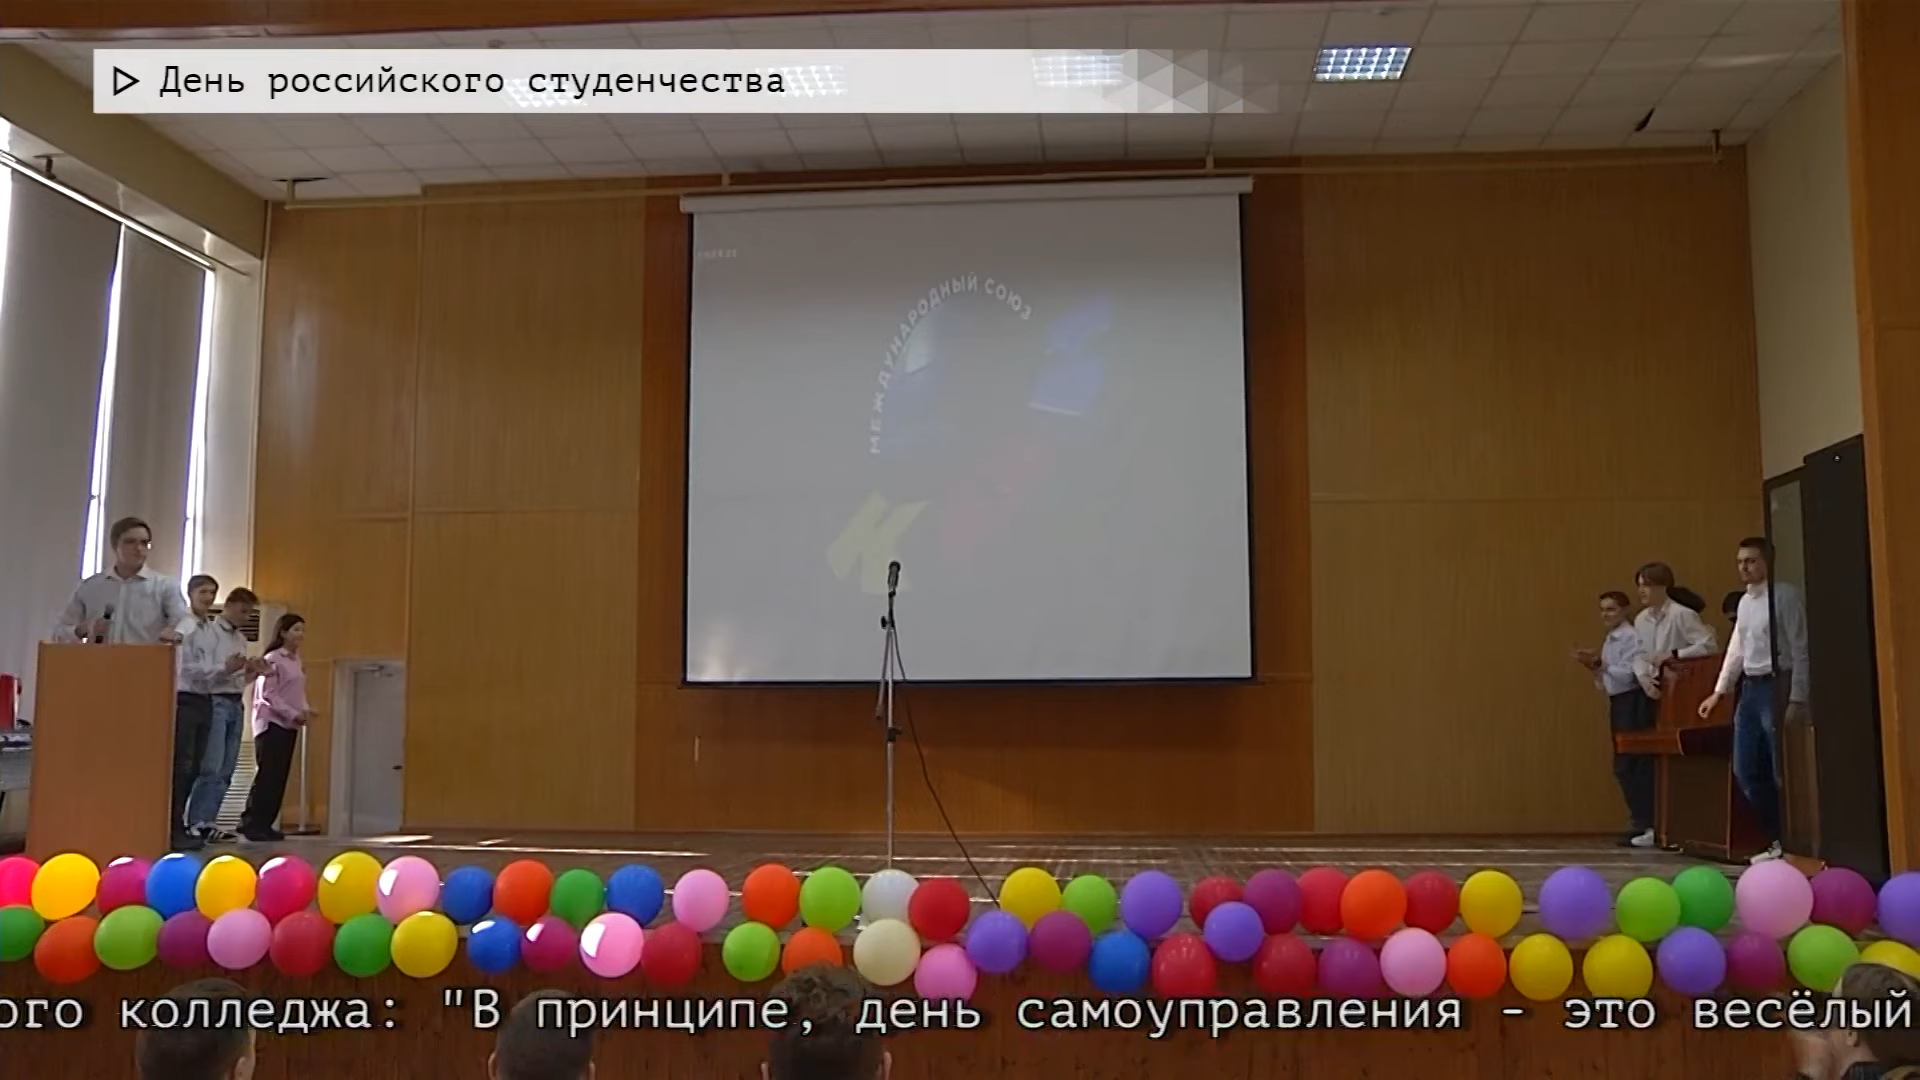 День российского студенчества
МЕЖДУНАРОДНЫЙ СОЮЗ
К
ого колледжа: "В принципе, день самоуправления - это весёлый